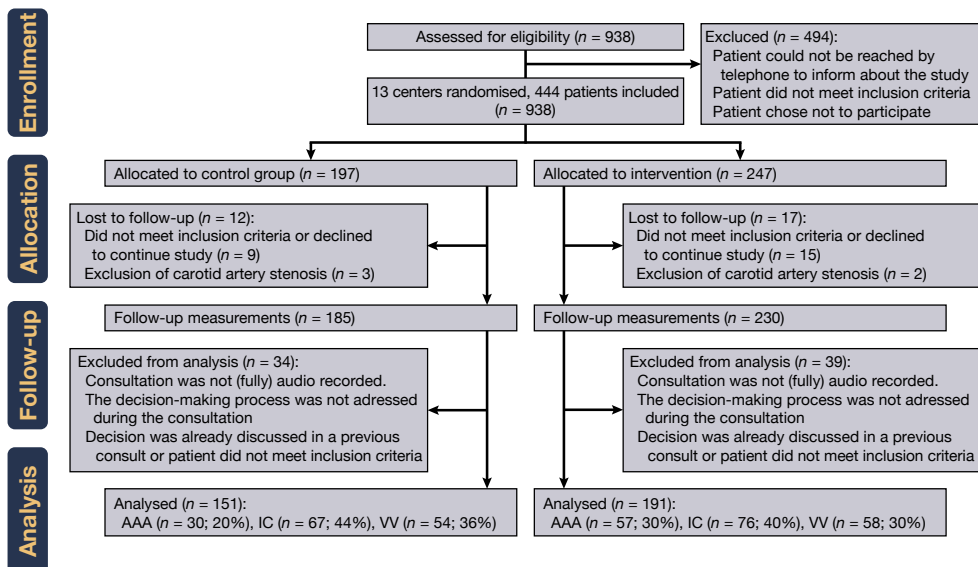 Enrollment
Assessed for eligibility (n = 938)
Excluced (n = 494):
Patient could not be reached by
telephone to inform about the study
Patient did not meet inclusion criteria
Patient chose not to participate
13 centers randomised, 444 patients included
(n = 938)
Allocation
Allocated to control group (n = 197)
Allocated to intervention (n = 247)
Lost to follow-up (n = 12):
Did not meet inclusion criteria or declined
to continue study (n = 9)
Exclusion of carotid artery stenosis (n = 3)
Lost to follow-up (n = 17):
Did not meet inclusion criteria or declined
to continue study (n = 15)
Exclusion of carotid artery stenosis (n = 2)
Follow-up
Follow-up measurements (n = 185)
Follow-up measurements (n = 230)
Excluded from analysis (n = 34):
Consultation was not (fully) audio recorded.
The decision-making process was not adressed
during the consultation
Decision was already discussed in a previous
consult or patient did not meet inclusion criteria
Excluded from analysis (n = 39):
Consultation was not (fully) audio recorded.
The decision-making process was not adressed
during the consultation
Decision was already discussed in a previous
consult or patient did not meet inclusion criteria
Analysis
Analysed (n = 151):
AAA (n = 30; 20%), IC (n = 67; 44%), VV (n = 54; 36%)
Analysed (n = 191):
AAA (n = 57; 30%), IC (n = 76; 40%), VV (n = 58; 30%)